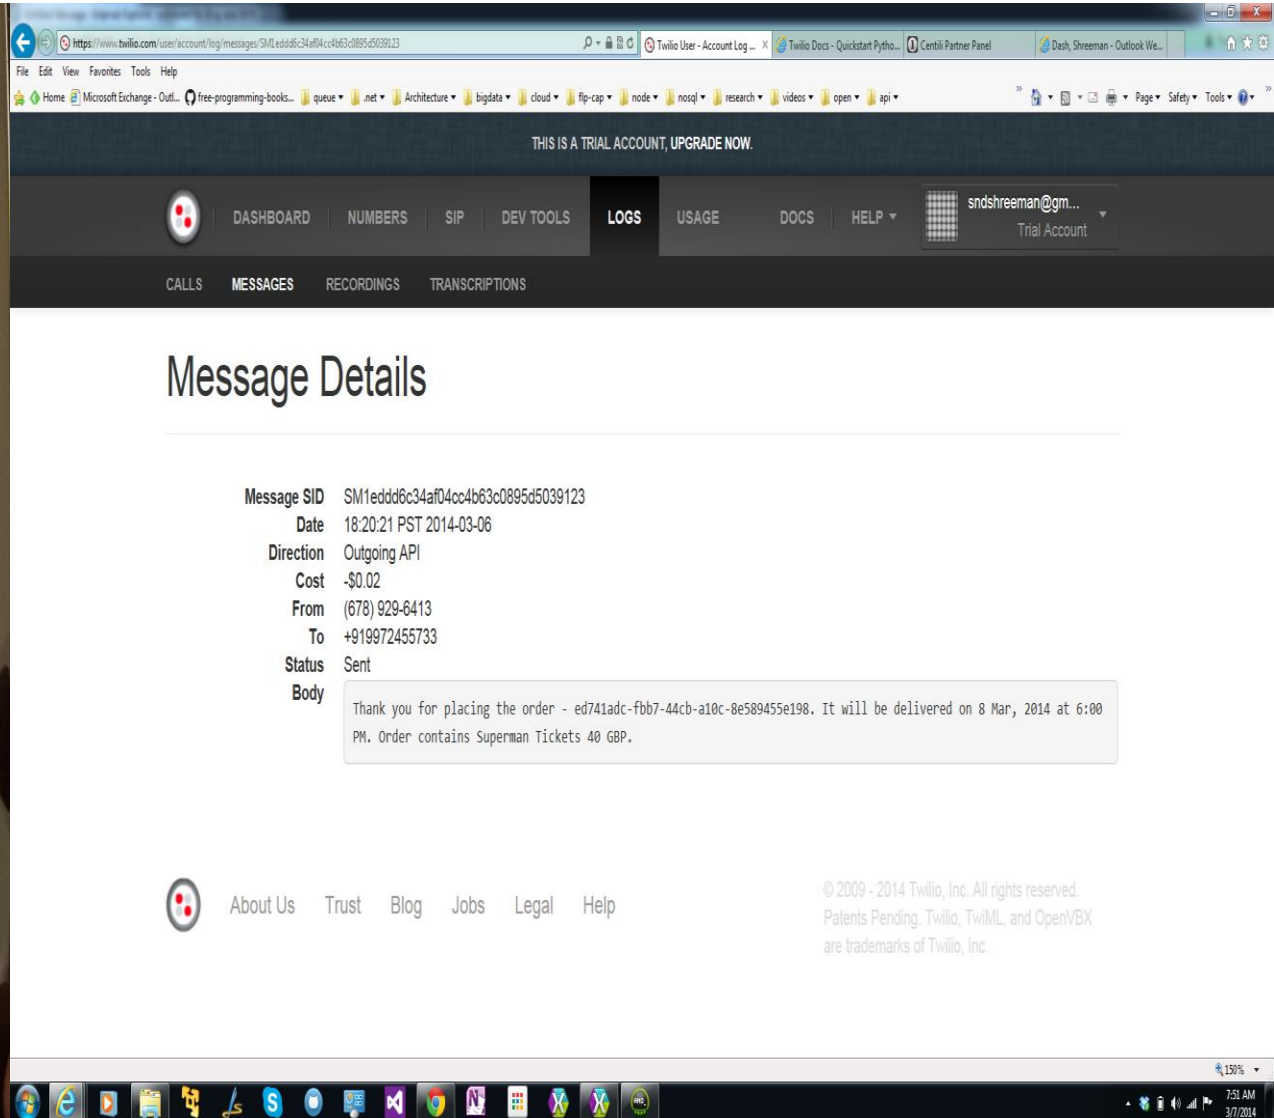 https://www.twilio.com/user/account/log/messages/SM1eddd6c34af04cc4b63c0895d5039123
Twilio User - Account Log ...
Twilio Docs - Quickstart Pytho...
Centili Partner Panel
Dash, Shreeman - Outlook We...
File Edit View Favorites Tools Help
Home Microsoft Exchange - Outl... free-programming-books... queue .net Architecture bigdata cloud flp-cap node nosql research videos open api Page Safety Tools
THIS IS A TRIAL ACCOUNT, UPGRADE NOW.
DASHBOARD NUMBERS SIP DEV TOOLS LOGS USAGE DOCS HELP
sndshreeman@gm...
Trial Account
CALLS MESSAGES RECORDINGS TRANSCRIPTIONS
Message Details
Message SID SM1eddd6c34af04cc4b63c0895d5039123
Date 18:20:21 PST 2014-03-06
Direction Outgoing API
Cost -$0.02
From (678) 929-6413
To +919972455733
Status Sent
Body
Thank you for placing the order - ed741adc-fbb7-44cb-a10c-8e589455e198. It will be delivered on 8 Mar, 2014 at 6:00
PM. Order contains Superman Tickets 40 GBP.
About Us Trust Blog Jobs Legal Help
© 2009 - 2014 Twilio, Inc. All rights reserved.
Patents Pending. Twilio, TwiML, and OpenVBX
are trademarks of Twilio, Inc.
150%
7:51 AM
3/7/2014